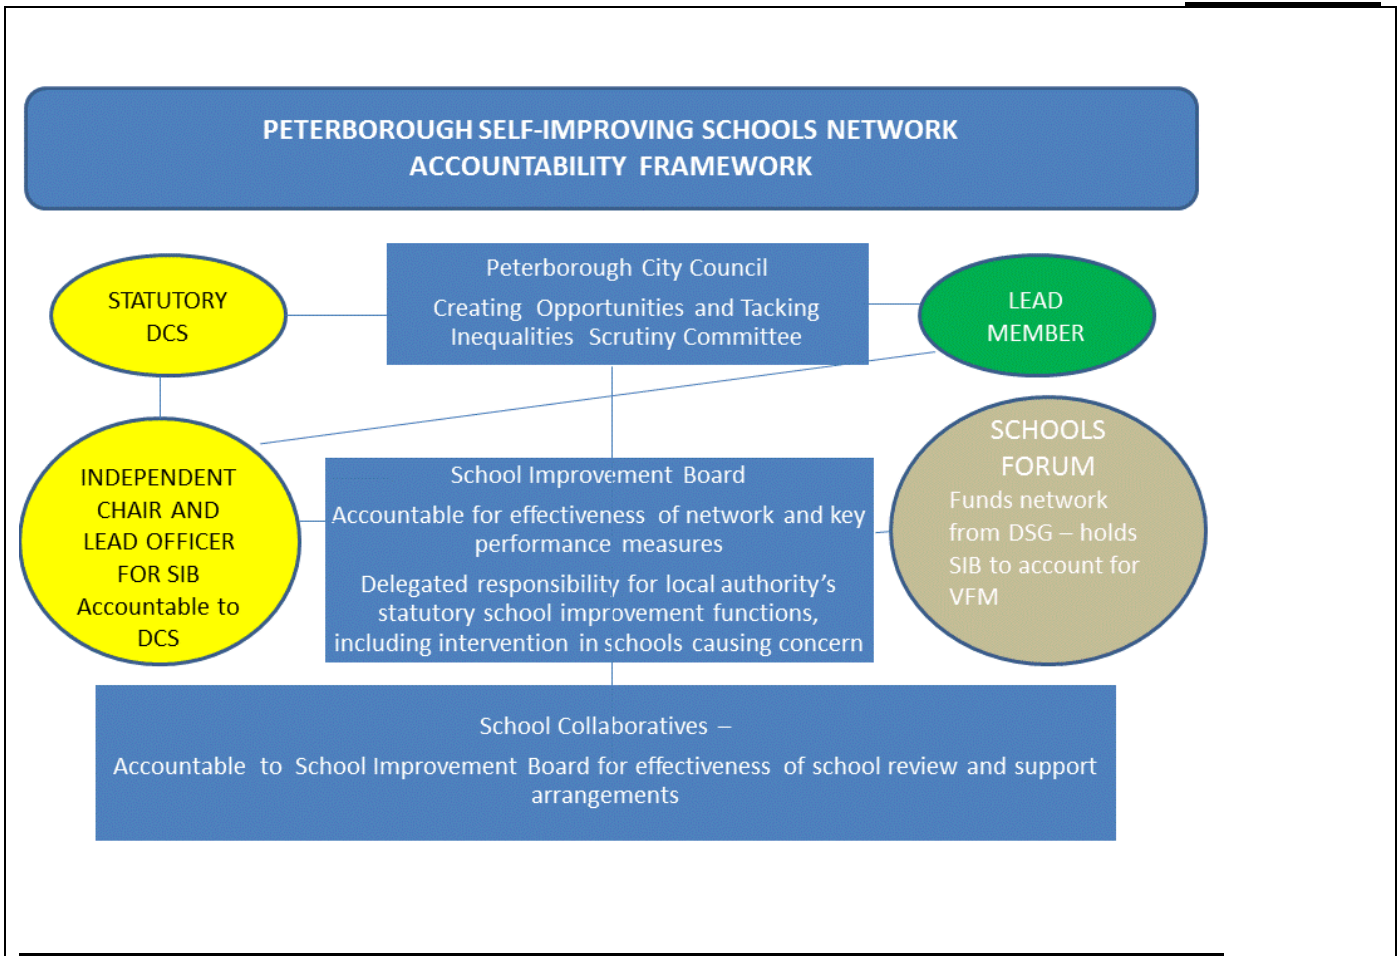 PETERBOROUGH SELF-IMPROVING SCHOOLS NETWORK
ACCOUNTABILITY FRAMEWORK
STATUTORY
DCS
Peterborough City Council
Creating Opportunities and Tacking
Inequalities Scrutiny Committee
LEAD
MEMBER
INDEPENDENT
CHAIR AND
LEAD OFFICER
FOR SIB
Accountable to
DCS
School Improvement Board
Accountable for effectiveness of network and key
performance measures
Delegated responsibility for local authority's
statutory school improvement functions,
including intervention in schools causing concern
SCHOOLS
FORUM
Funds network
from DSG – holds
SIB to account for
VFM
School Collaboratives –
Accountable to School Improvement Board for effectiveness of school review and support
arrangements